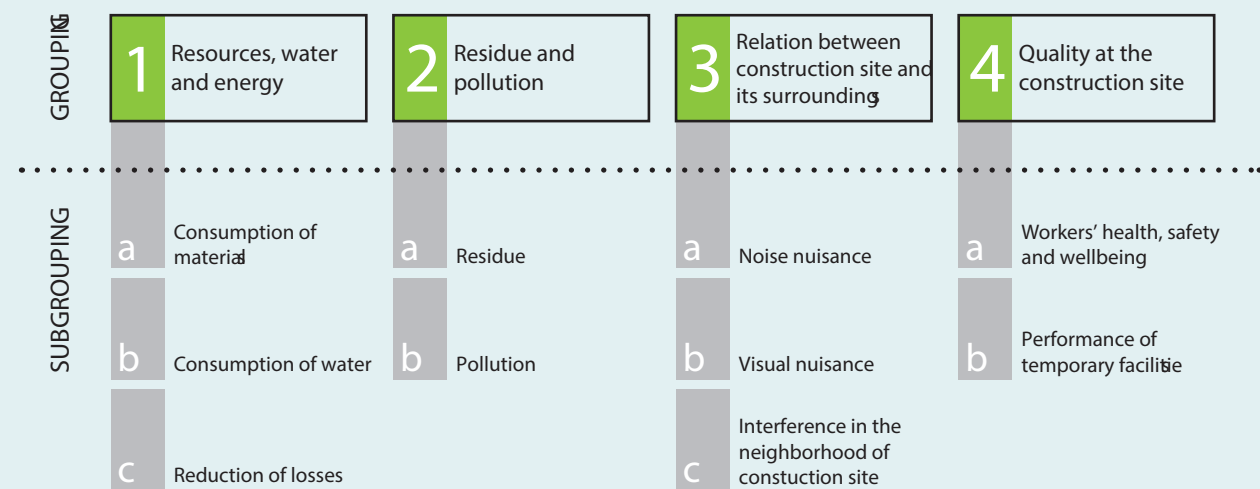 GROUPING
1
Resources, water
and energy
2
Residue and
pollution
3
Relation between
construction site and
its surroundings
4
Quality at the
construction site
SUBGROUPING
a
Consumption of
materials
a
Residue
a
Noise nuisance
a
Workers’ health, safety
and wellbeing
b
Consumption of water
b
Pollution
b
Visual nuisance
b
Performance of
temporary facilitie
c
Reduction of losses
c
Interference in the
neighborhood of
constuction site